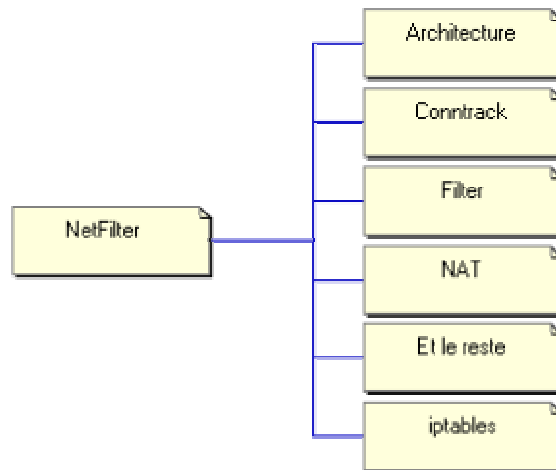 NetFilter
Architecture
Conntrack
Filter
NAT
Et le reste
iptables